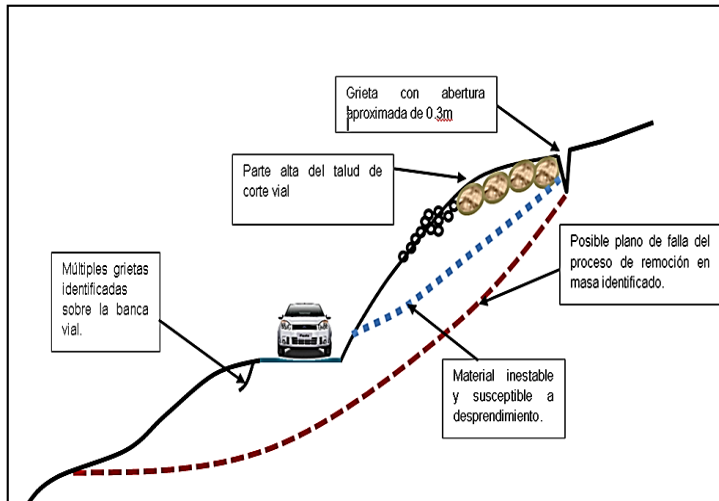 Grieta con abertura
aproximada de 0.3m
Parte alta del talud de
corte vial
Posible plano de falla del
proceso de remoción en
masa identificado.
Múltiples grietas
identificadas
sobre la banca
vial.
Material inestable
y susceptible a
desprendimiento.